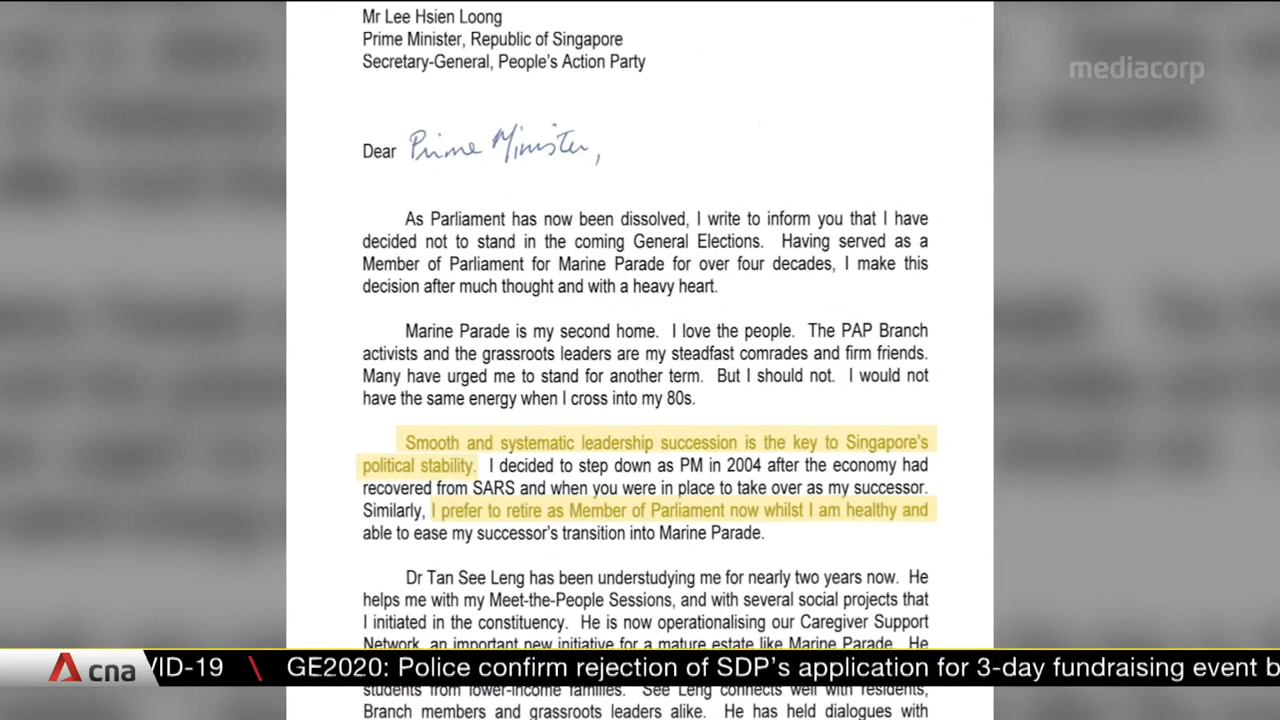 Mr Lee Hsien Loong
Prime Minister, Republic of Singapore
Secretary-General, People's Action Party
mediacorp
Dear Prime Minister,
As Parliament has now been dissolved, I write to inform you that I have
decided not to stand in the coming General Elections. Having served as a
Member of Parliament for Marine Parade for over four decades, I make this
decision after much thought and with a heavy heart.
Marine Parade is my second home. I love the people. The PAP Branch
activists and the grassroots leaders are my steadfast comrades and firm friends.
Many have urged me to stand for another term. But I should not. I would not
have the same energy when I cross into my 80s.
Smooth and systematic leadership succession is the key to Singapore's
political stability. I decided to step down as PM in 2004 after the economy had
recovered from SARS and when you were in place to take over as my successor.
Similarly, I prefer to retire as Member of Parliament now whilst I am healthy and
able to ease my successor's transition into Marine Parade.
Dr Tan See Leng has been understudying me for nearly two years now. He
helps me with my Meet-the-People Sessions, and with several social projects that
I initiated in the constituency. He is now operationalising our Caregiver Support
Network, an important new initiative for a mature estate like Marine Parade. He
cna VID-19 \ GE2020: Police confirm rejection of SDP's application for 3-day fundraising event b
students from lower-income families. See Leng connects well with residents,
Branch members and grassroots leaders alike. He has held dialogues with